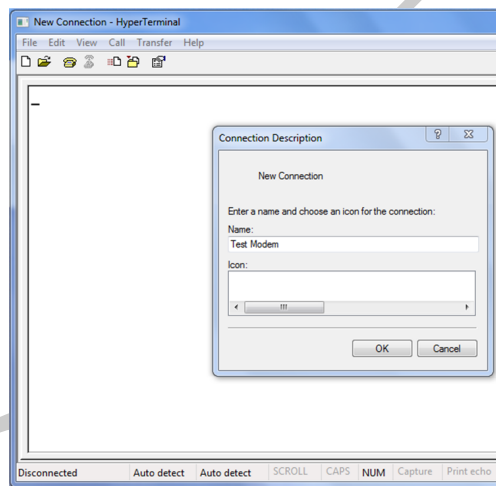 New Connection - HyperTerminal
File Edit View Call Transfer Help
Connection Description
New Connection
Enter a name and choose an icon for the connection:
Name:
Test Modem
Icon:
OK Cancel
Disconnected Auto detect Auto detect SCROLL CAPS NUM Capture Print echo